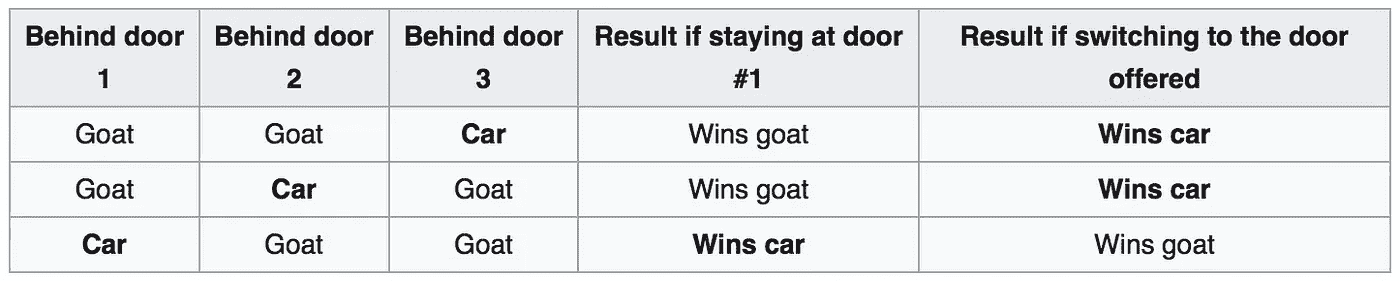 Behind door Behind door Behind door Result if staying at door Result if switching to the door
1 2 3 #1 offered
Goat Goat Car Wins goat Wins car
Goat Car Goat Wins goat Wins car
Car Goat Goat Wins car Wins goat